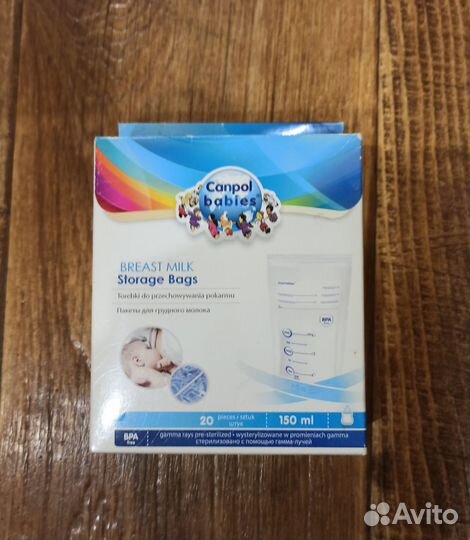 Canpol
babies
BREAST MILK
Storage Bags
Torebki do przechowywania pokarmu
Пакеты для грудного молока
BPA
20 pieces / sztuk
штук
150 ml
BPA
free
gamma rays pre-sterilized • wysterylizowane w promieniach gamma
стерилизовано с помощью гамма-лучей
Avito